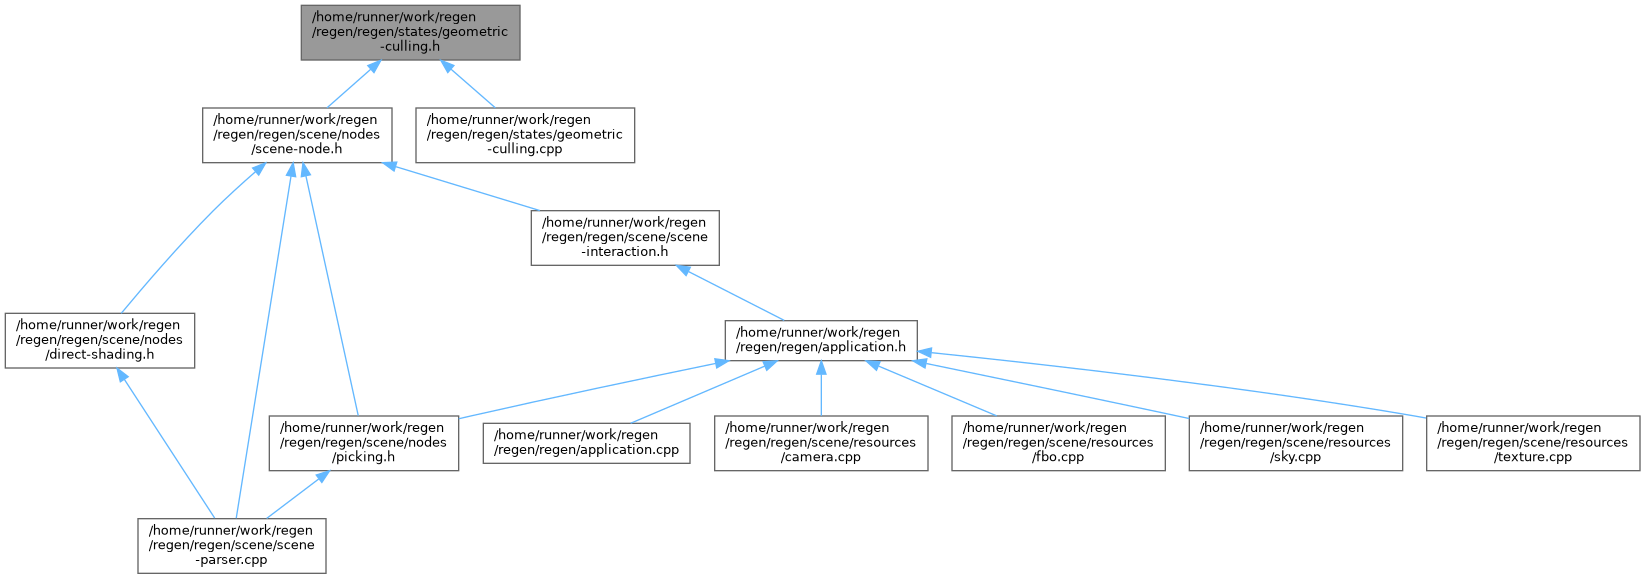 /home/runner/work/regen
/regen/regen/states/geometric
-culling.h
/home/runner/work/regen
/regen/regen/scene/nodes
/scene-node.h
/home/runner/work/regen
/regen/regen/states/geometric
-culling.cpp
/home/runner/work/regen
/regen/regen/scene/scene
-interaction.h
/home/runner/work/regen
/regen/regen/scene/nodes
/direct-shading.h
/home/runner/work/regen
/regen/regen/application.h
/home/runner/work/regen
/regen/regen/scene/nodes
/picking.h
/home/runner/work/regen
/regen/regen/application.cpp
/home/runner/work/regen
/regen/regen/scene/resources
/camera.cpp
/home/runner/work/regen
/regen/regen/scene/resources
/fbo.cpp
/home/runner/work/regen
/regen/regen/scene/resources
/sky.cpp
/home/runner/work/regen
/regen/regen/scene/resources
/texture.cpp
/home/runner/work/regen
/regen/regen/scene/scene
-parser.cpp